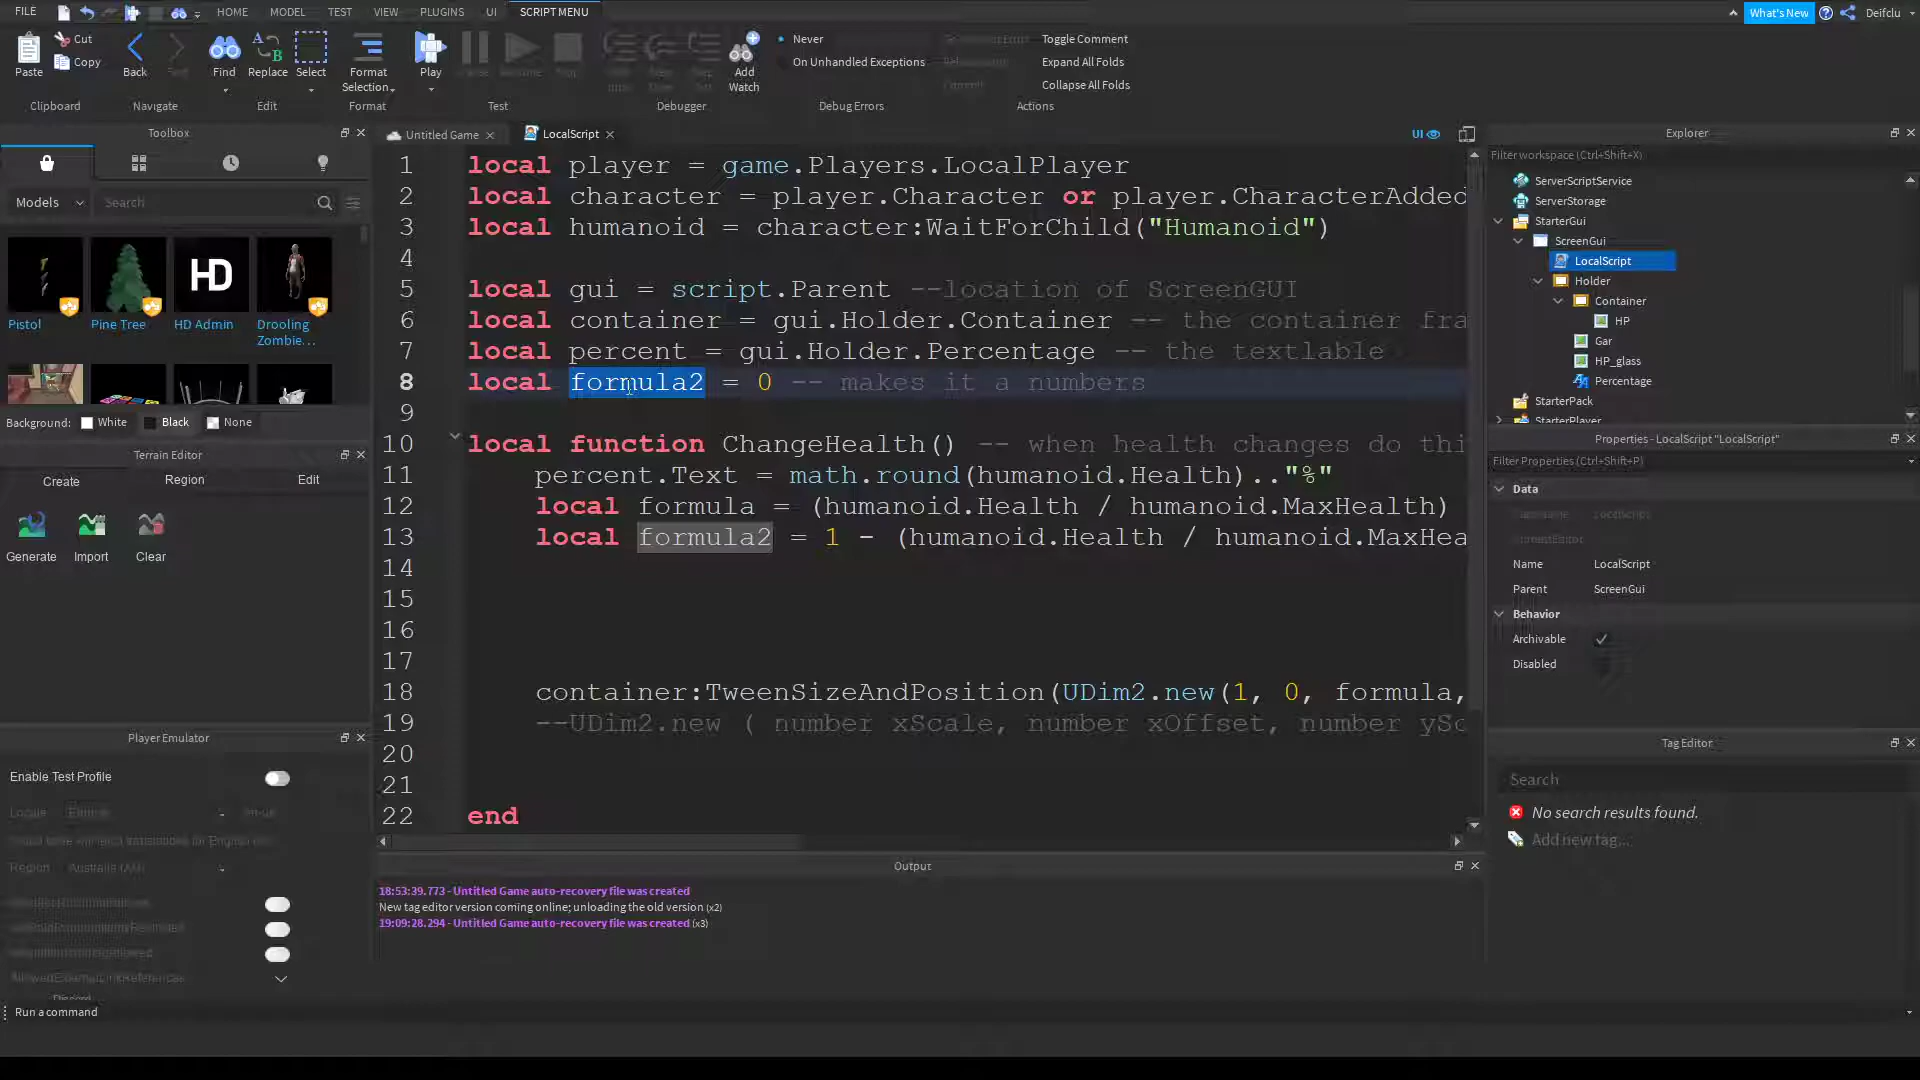 FILE HOME MODEL TEST VIEW PLUGINS UI SCRIPT MENU What's New Deifclu
Paste Cut Copy Back Find Replace Select Format Selection Play Add Watch
Never
On Unhandled Exceptions
Toggle Comment
Expand All Folds
Collapse All Folds
Clipboard Navigate Edit Format Test Debugger Debug Errors Actions
Toolbox
Models Search
HD
Pistol Pine Tree HD Admin Drooling Zombie...
Background: White Black None
Terrain Editor
Create Region Edit
Generate Import Clear
Player Emulator
Enable Test Profile
Locale
Region Australia (AU)
AllowedExternalLinkReferences
Discord
Run a command
Untitled Game LocalScript UI
1 local player = game.Players.LocalPlayer
2 local character = player.Character or player.CharacterAdded
3 local humanoid = character:WaitForChild("Humanoid")
4
5 local gui = script.Parent --location of ScreenGUI
6 local container = gui.Holder.Container -- the container fra
7 local percent = gui.Holder.Percentage -- the textlable
8 local formula2 = 0 -- makes it a numbers
9
10 local function ChangeHealth() -- when health changes do thi
11 percent.Text = math.round(humanoid.Health).."%"
12 local formula = (humanoid.Health / humanoid.MaxHealth)
13 local formula2 = 1 - (humanoid.Health / humanoid.MaxHea
14
15
16
17
18 container:TweenSizeAndPosition(UDim2.new(1, 0, formula,
19 --UDim2.new ( number xScale, number xOffset, number ySc
20
21
22 end
Output
18:53:39.773 - Untitled Game auto-recovery file was created
New tag editor version coming online; unloading the old version (x2)
19:09:28.294 - Untitled Game auto-recovery file was created (x3)
Explorer
Filter workspace (Ctrl+Shift+X)
ServerScriptService
ServerStorage
StarterGui
ScreenGui
LocalScript
Holder
Container
HP
Gar
HP_glass
Percentage
StarterPack
StarterPlayer
Properties - LocalScript "LocalScript"
Filter Properties (Ctrl+Shift+P)
Data
Name LocalScript
Parent ScreenGui
Behavior
Archivable
Disabled
Tag Editor
Search
No search results found.
Add new tag...